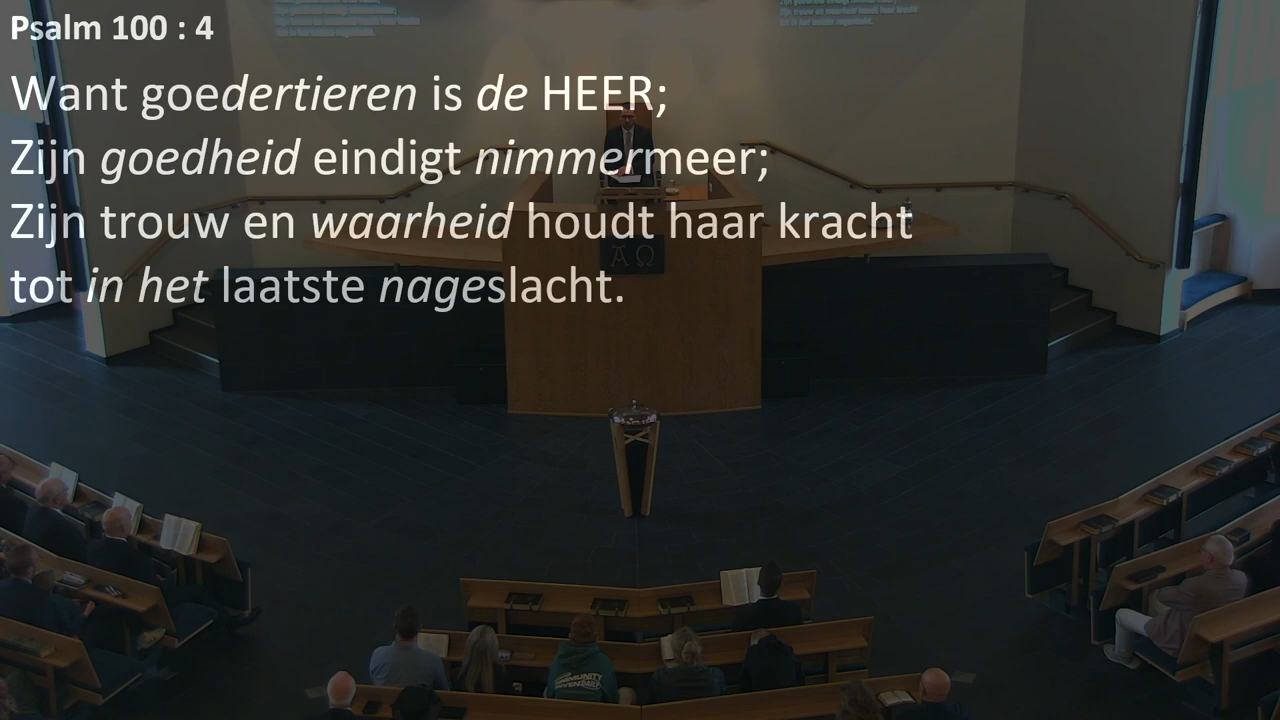 Psalm 100 : 4
Want goedertieren is de HEER;
Zijn goedheid eindigt nimmermeer;
Zijn trouw en waarheid houdt haar kracht
tot in het laatste nageslacht.
Α Ω
COMMUNITY